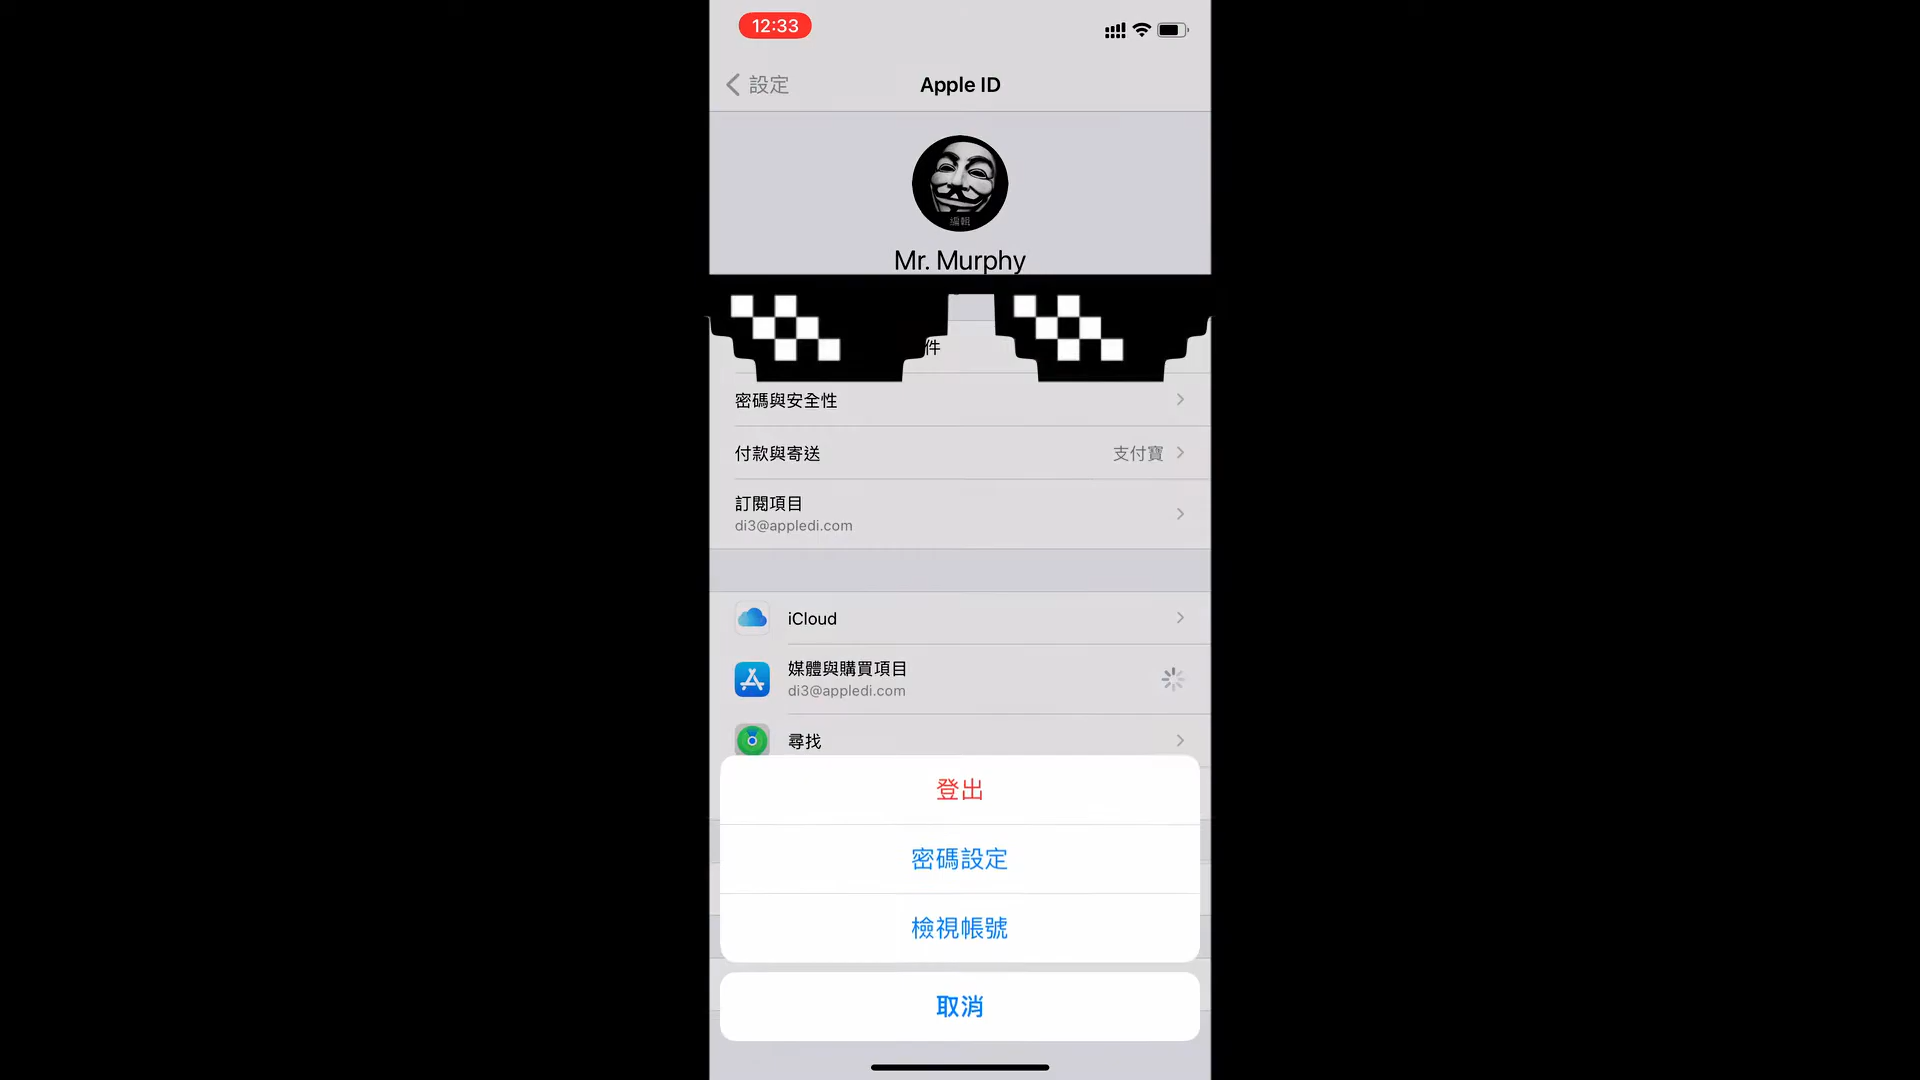 12:33
設定
Apple ID
編輯
Mr. Murphy
件
密碼與安全性
付款與寄送
支付寶
訂閱項目
di3@appledi.com
iCloud
媒體與購買項目
di3@appledi.com
尋找
登出
密碼設定
檢視帳號
取消